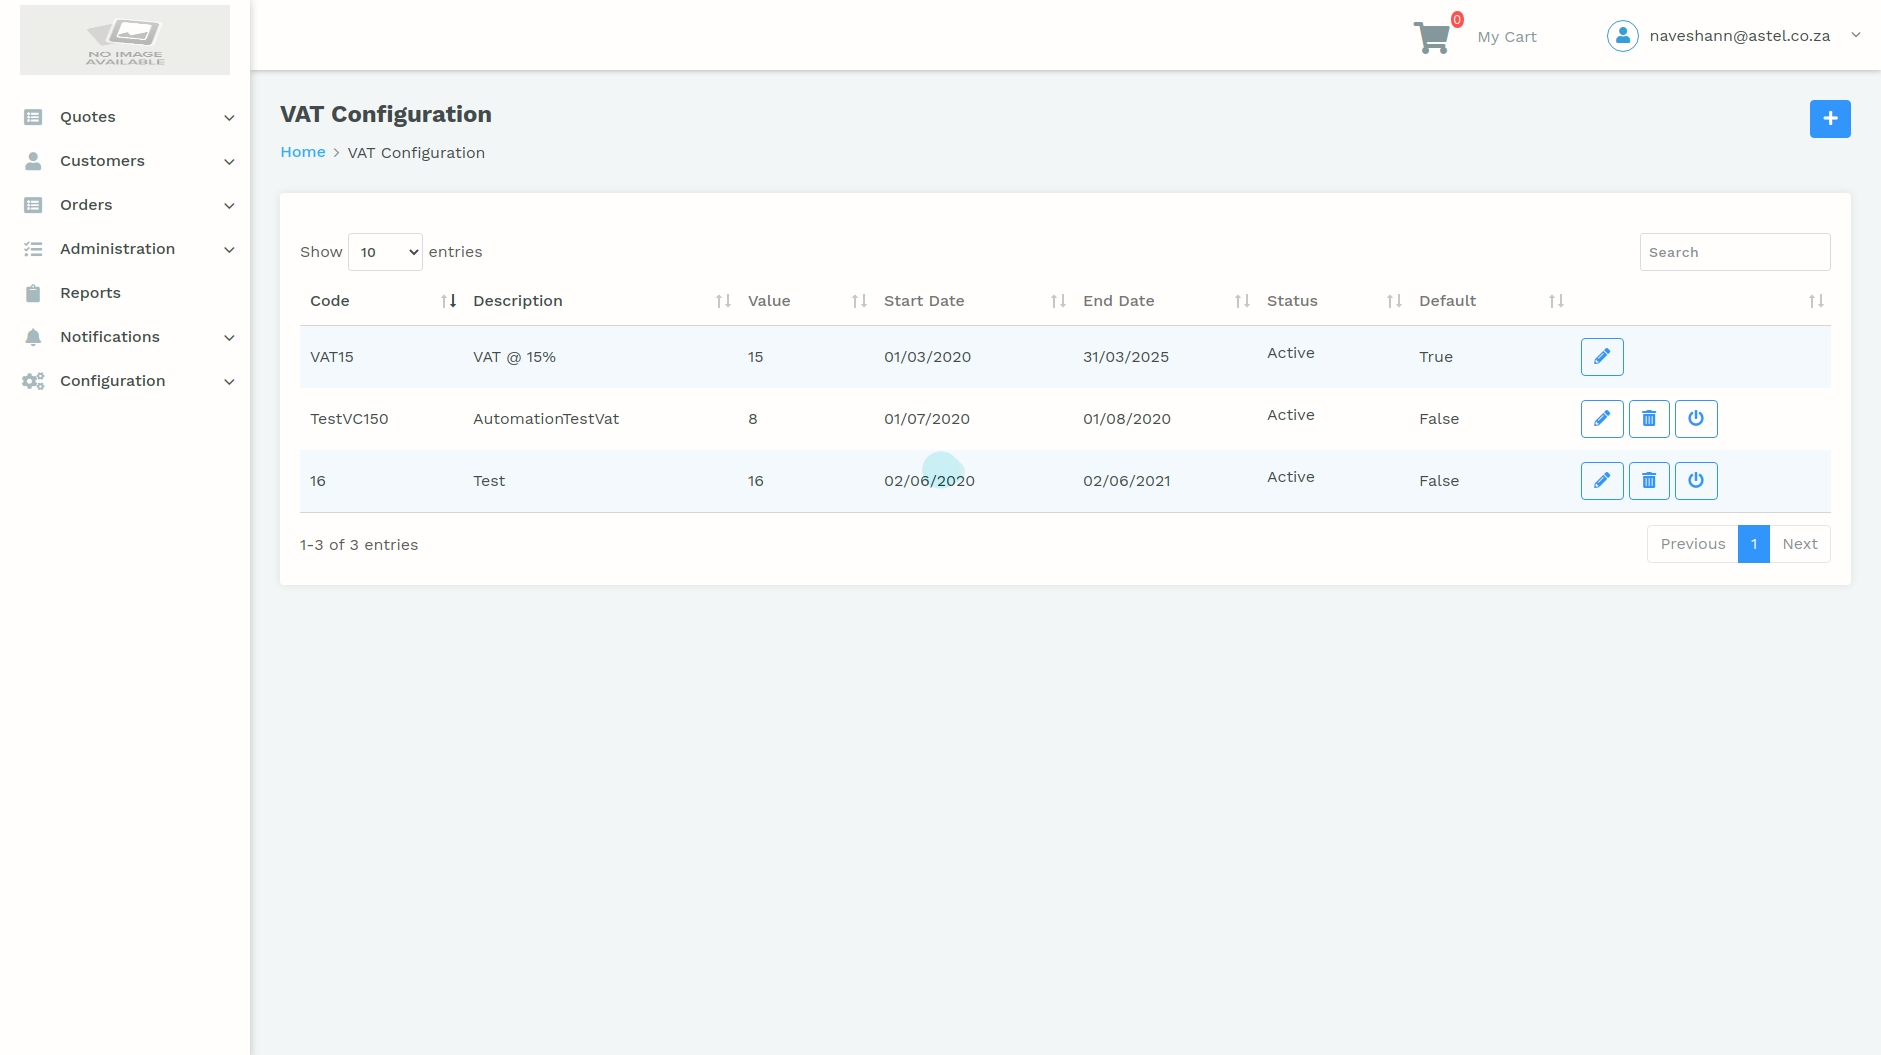 NO IMAGE
AVAILABLE
0
My Cart
naveshann@astel.co.za
Quotes
Customers
Orders
Administration
Reports
Notifications
Configuration
VAT Configuration
Home > VAT Configuration
Show 10 entries
Search
Code Description Value Start Date End Date Status Default
VAT15 VAT @ 15% 15 01/03/2020 31/03/2025 Active True
TestVC150 AutomationTestVat 8 01/07/2020 01/08/2020 Active False
16 Test 16 02/06/2020 02/06/2021 Active False
1-3 of 3 entries
Previous 1 Next